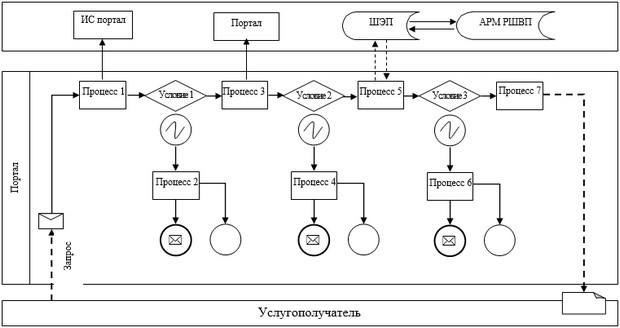 ИС портал
Портал
ШЭП
АРМ РШВП
Процесс 1
Условие 1
Процесс 3
Условие 2
Процесс 5
Условие 3
Процесс 7
Портал
Процесс 2
Процесс 4
Процесс 6
Запрос
Услугополучатель